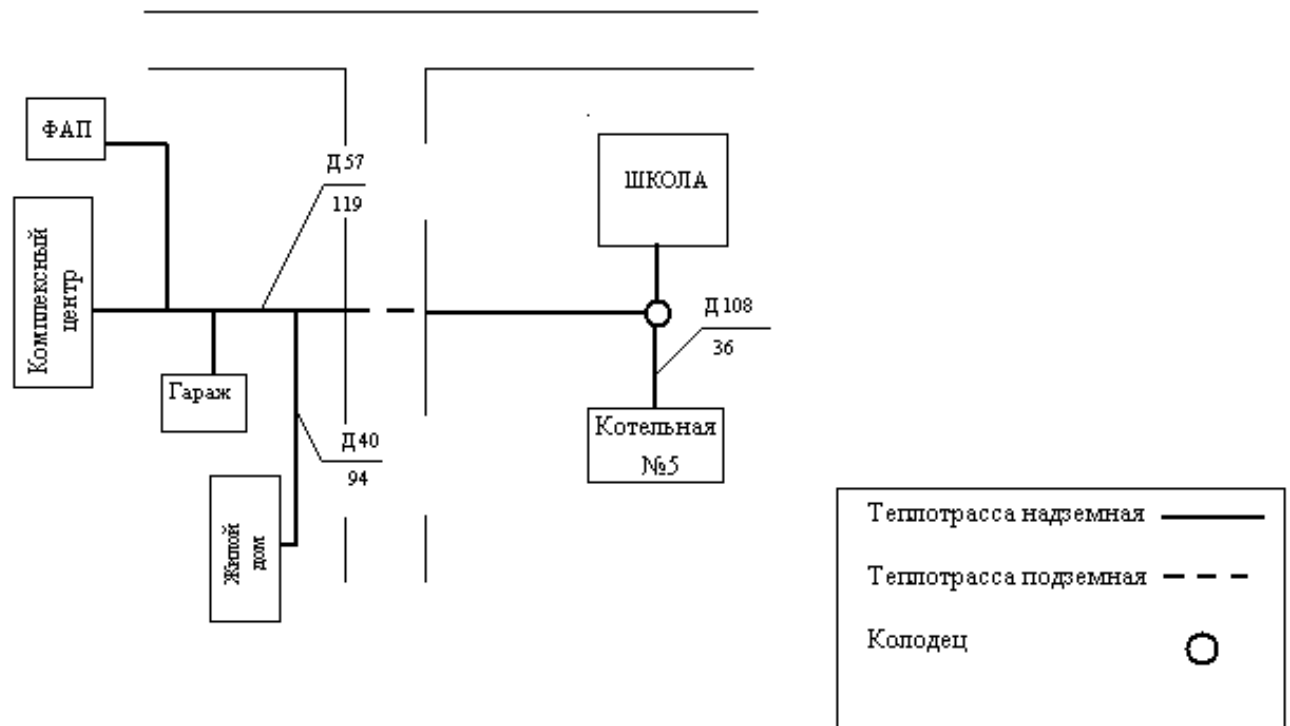 ФАП
Д 57
119
ШКОЛА
Комплексный
центр
Д 108
36
Гараж
Котельная
№5
Д 40
94
Жилой
дом
Теплотрасса надземная
Теплотрасса подземная
Колодец